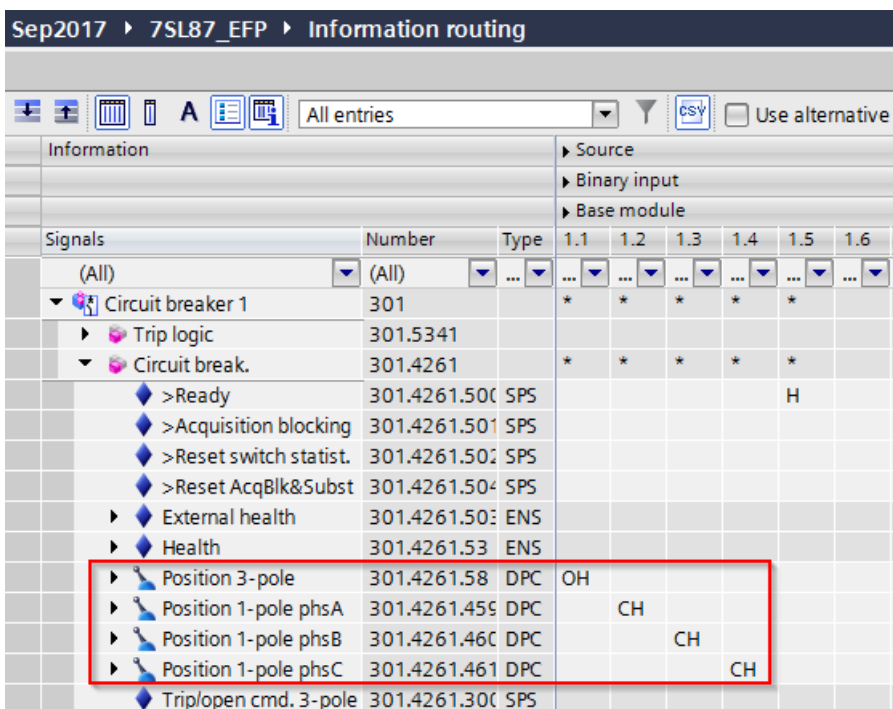 Sep2017 ▸ 7SL87_EFP ▸ Information routing
A All entries csv Use alternative
Information Source
Binary input
Base module
Signals Number Type 1.1 1.2 1.3 1.4 1.5 1.6
(All) (All) ... ... ... ... ... ... ...
Circuit breaker 1 301 * * * * *
Trip logic 301.5341
Circuit break. 301.4261 * * * * *
>Ready 301.4261.500 SPS H
>Acquisition blocking 301.4261.501 SPS
>Reset switch statist. 301.4261.502 SPS
>Reset AcqBlk&Subst 301.4261.504 SPS
External health 301.4261.503 ENS
Health 301.4261.53 ENS
Position 3-pole 301.4261.58 DPC OH
Position 1-pole phsA 301.4261.459 DPC CH
Position 1-pole phsB 301.4261.460 DPC CH
Position 1-pole phsC 301.4261.461 DPC CH
Trip/open cmd. 3-pole 301.4261.300 SPS